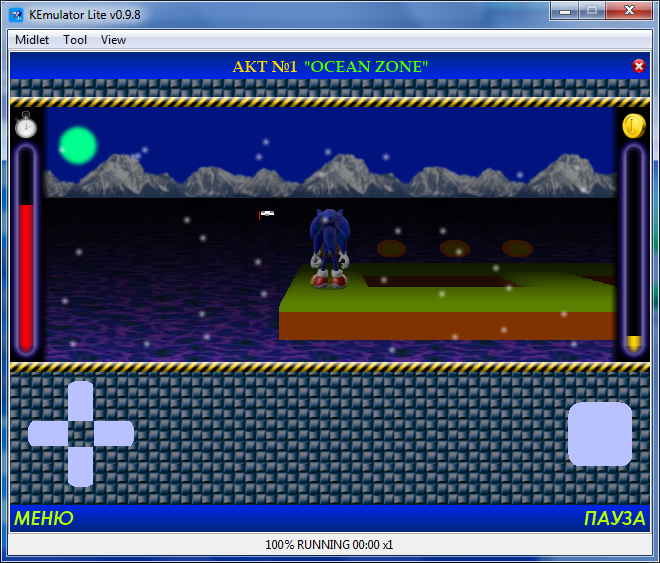 KEmulator Lite v0.9.8
Midlet Tool View
АКТ №1 "OCEAN ZONE"
МЕНЮ ПАУЗА
100% RUNNING 00:00 x1